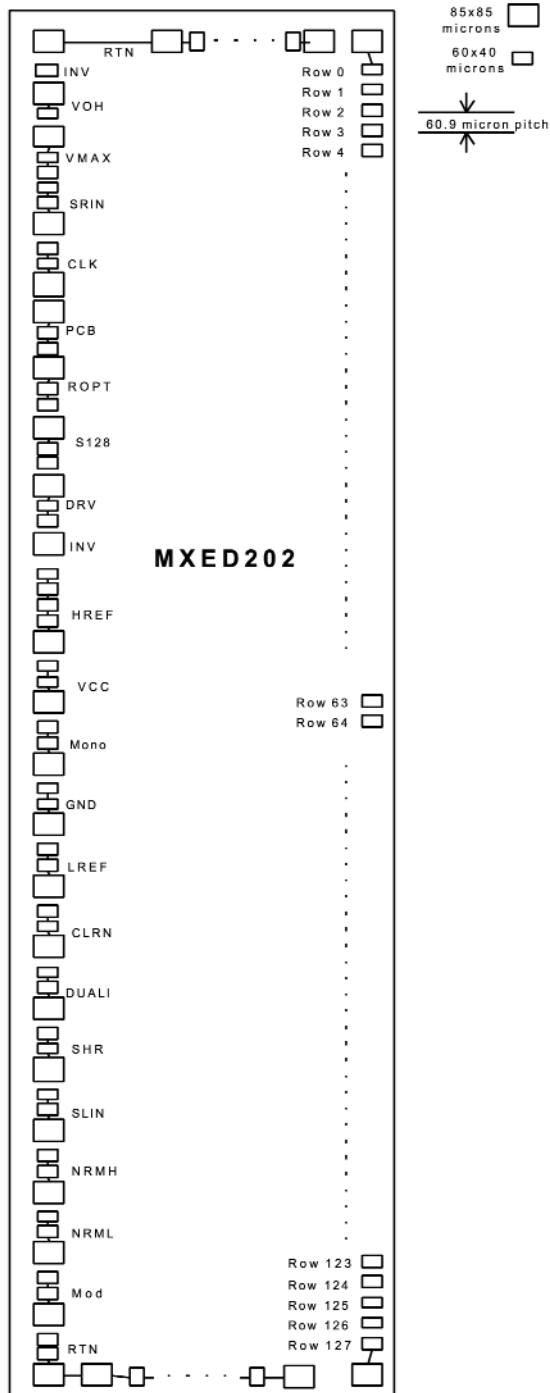 85x85
microns
RTN
60x40
microns
INV
Row 0
Row 1
VOH
Row 2
60.9 micron pitch
Row 3
Row 4
VMAX
SRIN
CLK
PCB
ROPT
S128
DRV
INV
MXED202
HREF
VCC
Row 63
Row 64
Mono
GND
LREF
CLRN
DUALI
SHR
SLIN
NRMH
NRML
Row 123
Row 124
Mod
Row 125
Row 126
Row 127
RTN